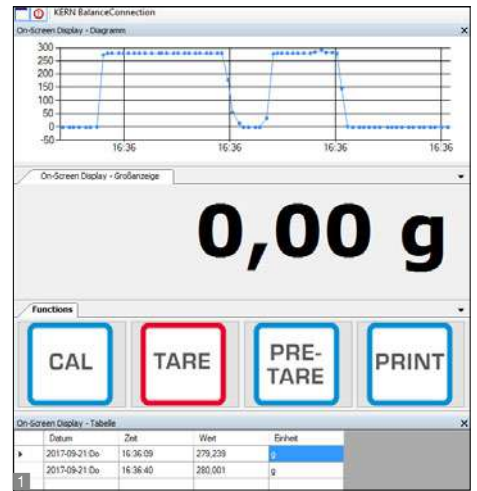 KERN BalanceConnection
On-Screen Display - Diagramm
300
250
200
150
100
50
0
-50
16:36 16:36 16:36 16:36
On-Screen Display - Großanzeige
0,00 g
Functions
CAL
TARE
PRE-
TARE
PRINT
On-Screen Display - Tabelle
Datum Zeit Wert Einheit
2017-09-21:Do 16:36:09 279,239 g
2017-09-21:Do 16:36:40 280,001 g
1